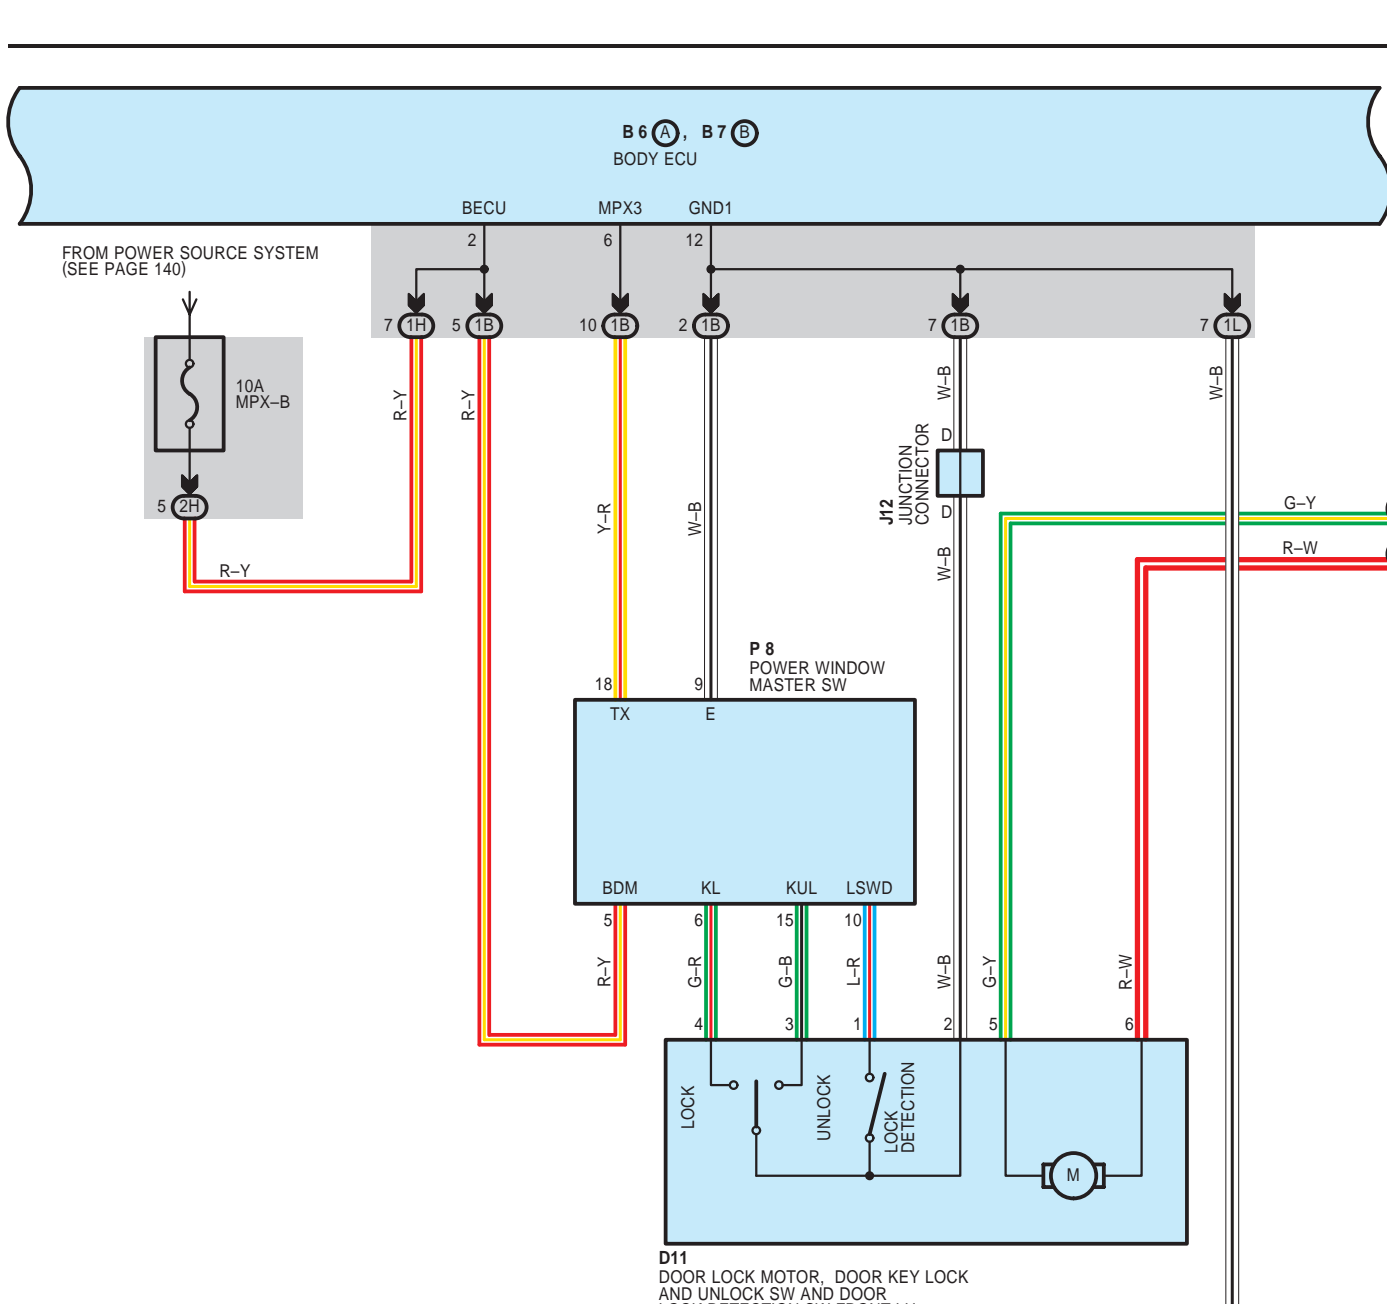 B 6 A , B 7 B
BODY ECU
BECU
MPX3
GND1
2
6
12
FROM POWER SOURCE SYSTEM
(SEE PAGE 140)
7 1H
5 1B
10 1B
2 1B
7 1B
7 1L
10A
MPX–B
R–Y
R–Y
W–B
W–B
D
J12
JUNCTION
CONNECTOR
D
5 2H
Y–R
W–B
W–B
G–Y
R–W
R–Y
P 8
POWER WINDOW
MASTER SW
18
9
TX
E
BDM
KL
KUL
LSWD
5
6
15
10
R–Y
G–R
G–B
L–R
W–B
G–Y
R–W
4
3
1
2
5
6
LOCK
UNLOCK
LOCK
DETECTION
M
D11
DOOR LOCK MOTOR, DOOR KEY LOCK
AND UNLOCK SW AND DOOR